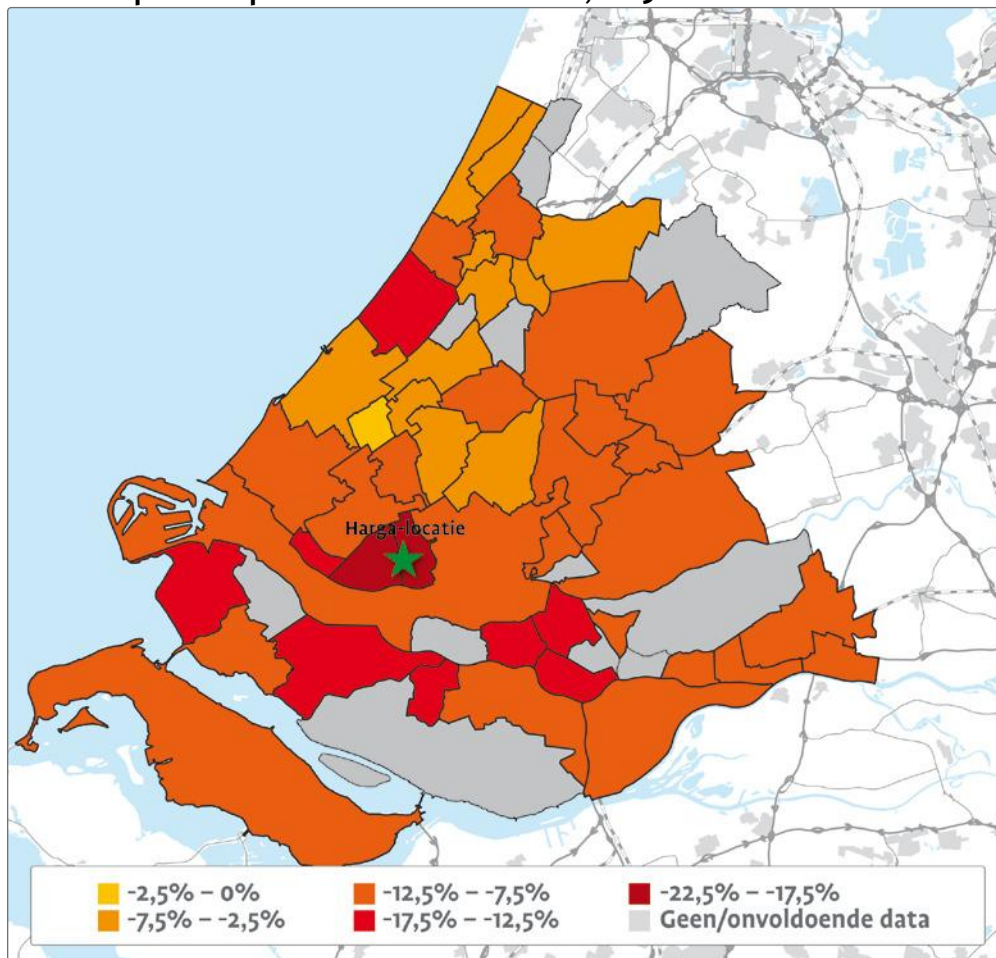 Harga-locatie
-2,5% – 0%
-12,5% – -7,5%
-22,5% – -17,5%
-7,5% – -2,5%
-17,5% – -12,5%
Geen/onvoldoende data